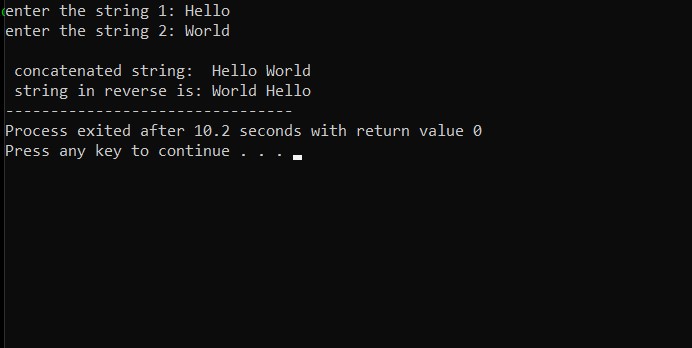 enter the string 1: Hello
enter the string 2: World
 concatenated string:  Hello World
 string in reverse is: World Hello
--------------------------------
Process exited after 10.2 seconds with return value 0
Press any key to continue . . .